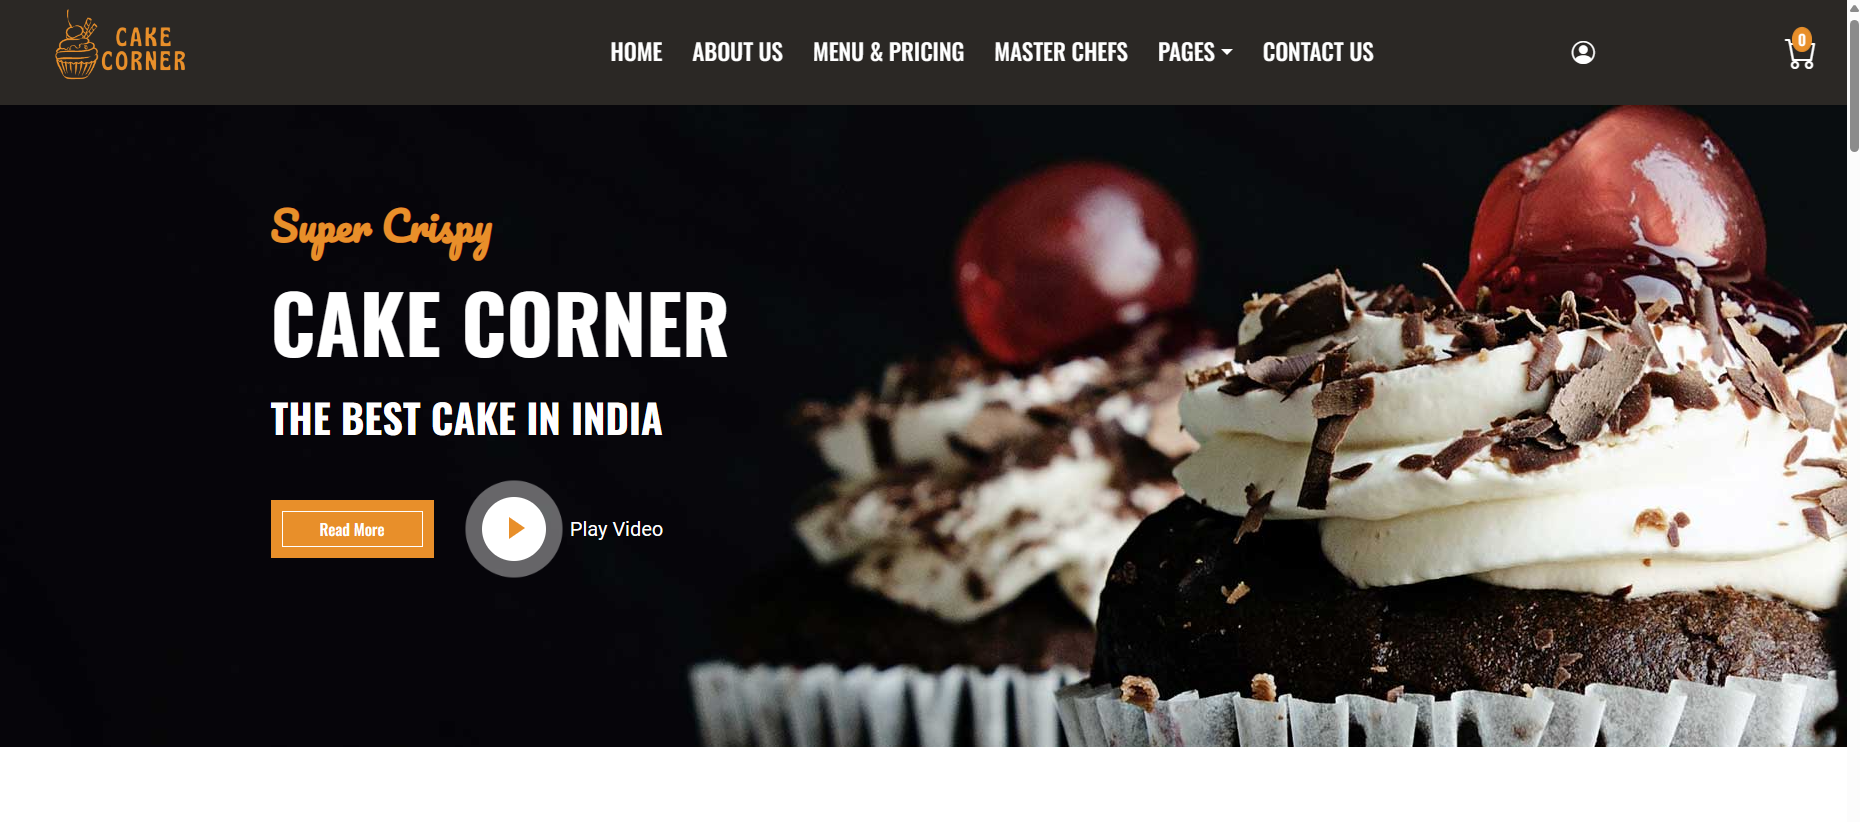 CAKE
CORNER
HOME ABOUT US MENU & PRICING MASTER CHEFS PAGES CONTACT US
0
Super Crispy
CAKE CORNER
THE BEST CAKE IN INDIA
Read More Play Video